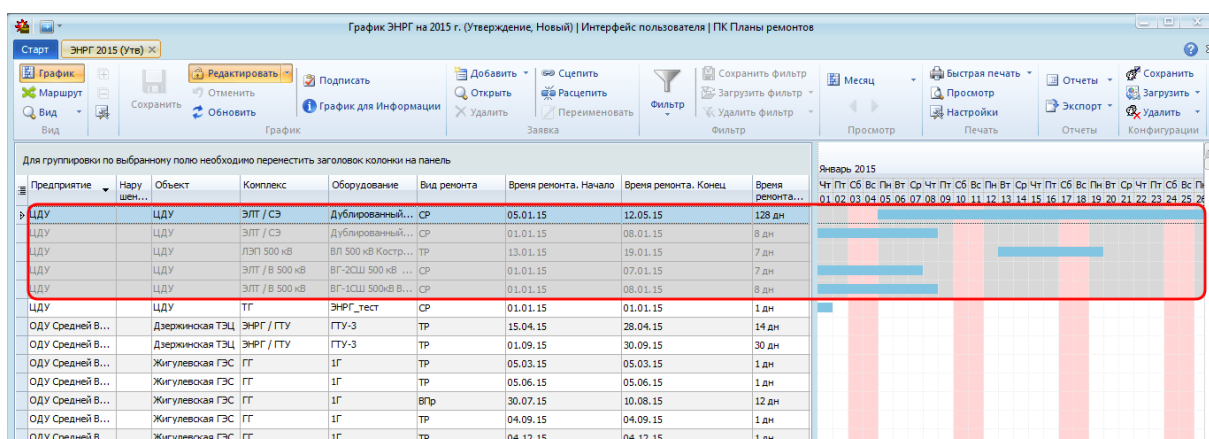 График ЭНРГ на 2015 г. (Утверждение, Новый) | Интерфейс пользователя | ПК Планы ремонтов
Старт ЭНРГ 2015 (Утв)
График Редактировать Подписать Добавить Сцепить Сохранить фильтр Месяц Быстрая печать Отчеты Сохранить
Маршрут Сохранить Отменить График для Информации Открыть Расцепить Фильтр Загрузить фильтр Просмотр Экспорт Загрузить
Вид Обновить Удалить Переименовать Удалить фильтр Настройки Удалить
Вид График Заявка Фильтр Просмотр Печать Отчеты Конфигурации
Для группировки по выбранному полю необходимо переместить заголовок колонки на панель
Январь 2015
Предприятие Нару шен... Объект Комплекс Оборудование Вид ремонта Время ремонта. Начало Время ремонта. Конец Время ремонта...
Чт Пт Сб Вс Пн Вт Ср Чт Пт Сб Вс Пн Вт Ср Чт Пт Сб Вс Пн Вт Ср Чт Пт Сб Вс Пн
01 02 03 04 05 06 07 08 09 10 11 12 13 14 15 16 17 18 19 20 21 22 23 24 25 26
ЦДУ ЦДУ ЭЛТ / СЭ Дублированный... СР 05.01.15 12.05.15 128 дн
ЦДУ ЦДУ ЭЛТ / СЭ Дублированный... СР 01.01.15 08.01.15 8 дн
ЦДУ ЦДУ ЛЭП 500 кВ ВЛ 500 кВ Костр... ТР 13.01.15 19.01.15 7 дн
ЦДУ ЦДУ ЭЛТ / В 500 кВ ВГ-2СШ 500 кВ ... СР 01.01.15 07.01.15 7 дн
ЦДУ ЦДУ ЭЛТ / В 500 кВ ВГ-1СШ 500кВ В... СР 01.01.15 08.01.15 8 дн
ЦДУ ЦДУ ТГ ЭНРГ_тест СР 01.01.15 01.01.15 1 дн
ОДУ Средней В... Дзержинская ТЭЦ ЭНРГ / ГТУ ГТУ-3 ТР 15.04.15 28.04.15 14 дн
ОДУ Средней В... Дзержинская ТЭЦ ЭНРГ / ГТУ ГТУ-3 ТР 01.09.15 30.09.15 30 дн
ОДУ Средней В... Жигулевская ГЭС ГГ 1Г ТР 05.03.15 05.03.15 1 дн
ОДУ Средней В... Жигулевская ГЭС ГГ 1Г ТР 05.06.15 05.06.15 1 дн
ОДУ Средней В... Жигулевская ГЭС ГГ 1Г ВПр 30.07.15 10.08.15 12 дн
ОДУ Средней В... Жигулевская ГЭС ГГ 1Г ТР 04.09.15 04.09.15 1 дн
ОДУ Средней В... Жигулевская ГЭС ГГ 1Г ТР 04.12.15 04.12.15 1 дн